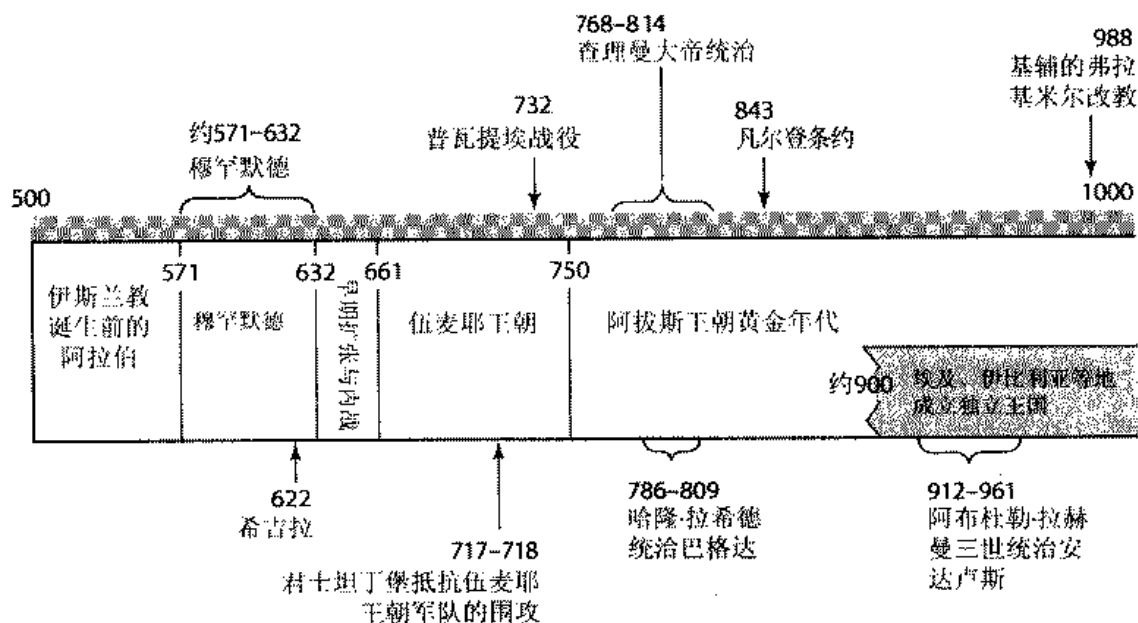 768–814
查理曼大帝统治
988
基辅的弗拉
基米尔改教
732
普瓦提埃战役
843
凡尔登条约
约571–632
穆罕默德
500
1000
571
632
661
750
伊斯兰教
诞生前的
阿拉伯
穆罕默德
早期扩张与内战
伍麦耶王朝
阿拔斯王朝黄金年代
约900
埃及、伊比利亚等地
成立独立王国
622
希吉拉
717–718
君士坦丁堡抵抗伍麦耶
王朝军队的围攻
786–809
哈隆·拉希德
统治巴格达
912–961
阿布杜勒·拉赫
曼三世统治安
达卢斯